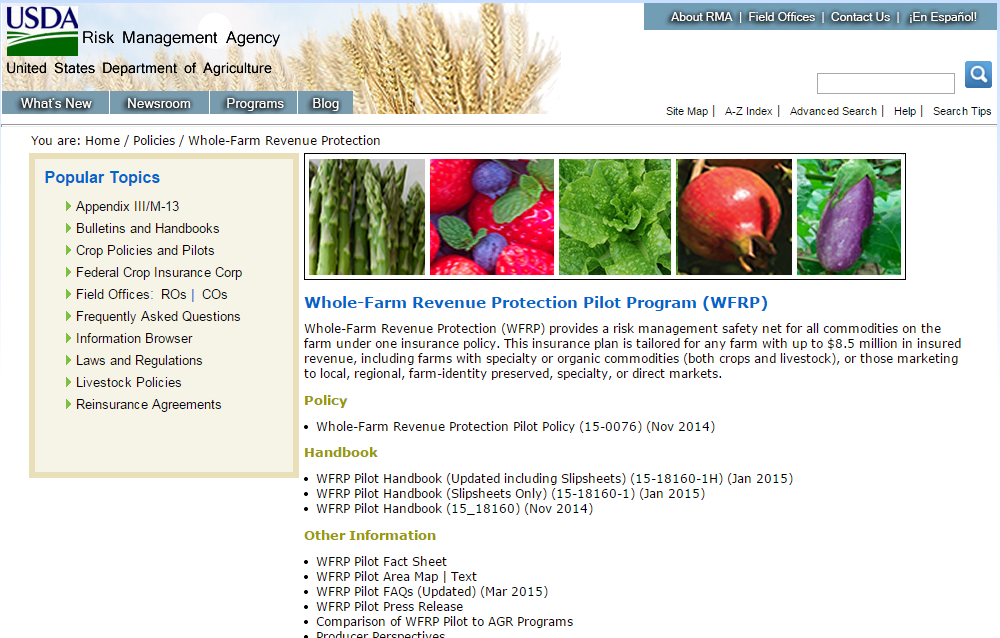 About RMA | Field Offices | Contact Us | ¡En Español!
USDA
Risk Management Agency
United States Department of Agriculture
What's New
Newsroom
Programs
Blog
Site Map | A-Z Index | Advanced Search | Help | Search Tips
You are: Home / Policies / Whole-Farm Revenue Protection
Popular Topics
Appendix III/M-13
Bulletins and Handbooks
Crop Policies and Pilots
Federal Crop Insurance Corp
Field Offices: ROs | COs
Frequently Asked Questions
Information Browser
Laws and Regulations
Livestock Policies
Reinsurance Agreements
Whole-Farm Revenue Protection Pilot Program (WFRP)
Whole-Farm Revenue Protection (WFRP) provides a risk management safety net for all commodities on the
farm under one insurance policy. This insurance plan is tailored for any farm with up to $8.5 million in insured
revenue, including farms with specialty or organic commodities (both crops and livestock), or those marketing
to local, regional, farm-identity preserved, specialty, or direct markets.
Policy
• Whole-Farm Revenue Protection Pilot Policy (15-0076) (Nov 2014)
Handbook
• WFRP Pilot Handbook (Updated including Slipsheets) (15-18160-1H) (Jan 2015)
• WFRP Pilot Handbook (Slipsheets Only) (15-18160-1) (Jan 2015)
• WFRP Pilot Handbook (15_18160) (Nov 2014)
Other Information
• WFRP Pilot Fact Sheet
• WFRP Pilot Area Map | Text
• WFRP Pilot FAQs (Updated) (Mar 2015)
• WFRP Pilot Press Release
• Comparison of WFRP Pilot to AGR Programs
• Producer Perspectives